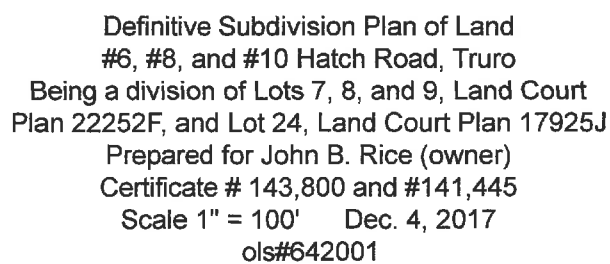 Definitive Subdivision Plan of Land
#6, #8, and #10 Hatch Road, Truro
Being a division of Lots 7, 8, and 9, Land Court
Plan 22252F, and Lot 24, Land Court Plan 17925J
Prepared for John B. Rice (owner)
Certificate # 143,800 and #141,445
Scale 1" = 100' Dec. 4, 2017
ols#642001